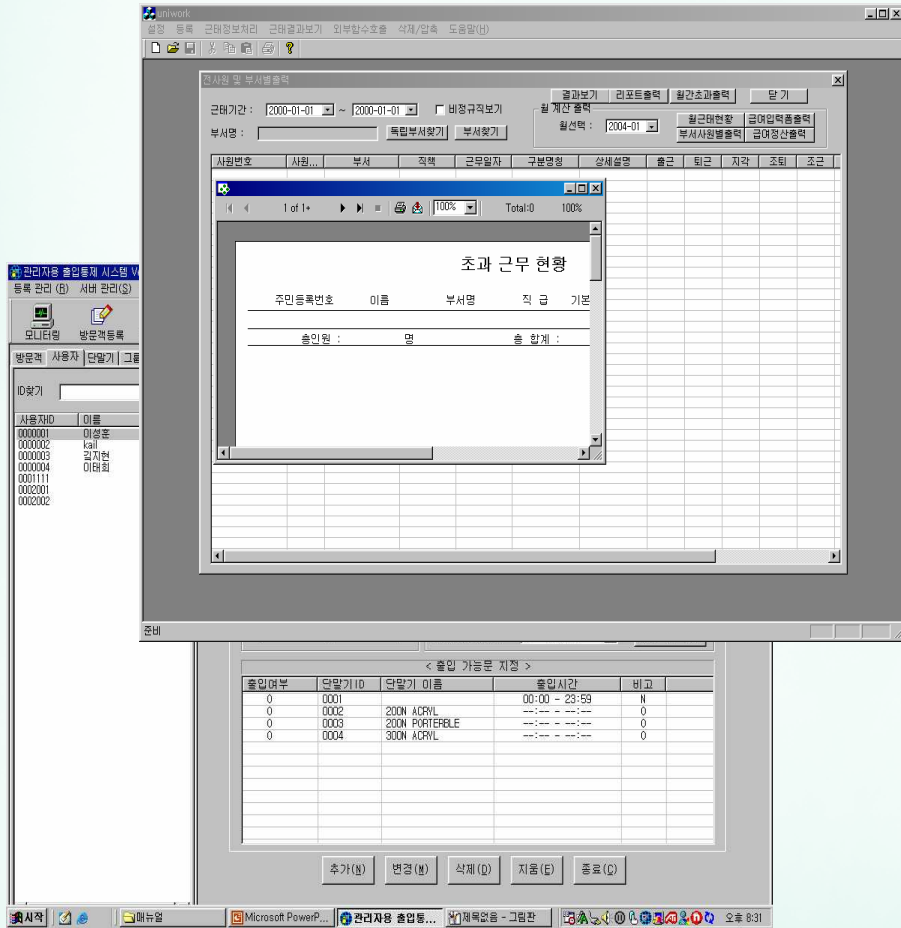 uniwork
설정 등록 근태정보처리 근태결과보기 외부함수호출 삭제/압축 도움말(H)
전사원 및 부서별출력
결과보기 리포트출력 월간초과출력 닫 기
근태기간 : 2000-01-01 ~ 2000-01-01 비정규직보기
월 계산 출력
월선택 : 2004-01 월근태현황 급여입력폼출력
부서명 : 독립부서찾기 부서찾기 부서사원별출력 급여정산출력
사원번호 사원... 부서 직책 근무일자 구분명칭 상세설명 출근 퇴근 지각 조퇴 조근
1 of 1+ 100% Total:0 100%
초과 근무 현황
주민등록번호 이름 부서명 직 급 기본
총인원 : 명 총 합계 :
준비
관리자용 출입통제 시스템
등록 관리 (R) 서버 관리(S)
모니터링 방문객등록
방문객 사용자 단말기 그룹
ID찾기
사용자ID 이름
0000001 이성훈
0000002 kail
0000003 김지현
0000004 이태희
0001111
0002001
0002002
< 출입 가능문 지정 >
출입여부 단말기ID 단말기 이름 출입시간 비고
0 0001 00:00 - 23:59 N
0 0002 200N ACRYL --:-- - --:-- 0
0 0003 200N PORTERBLE --:-- - --:-- 0
0 0004 300N ACRYL --:-- - --:-- 0
추가(N) 변경(M) 삭제(D) 지움(E) 종료(C)
시작 매뉴얼 Microsoft PowerP... 관리자용 출입통... 제목없음 - 그림판 오후 8:31